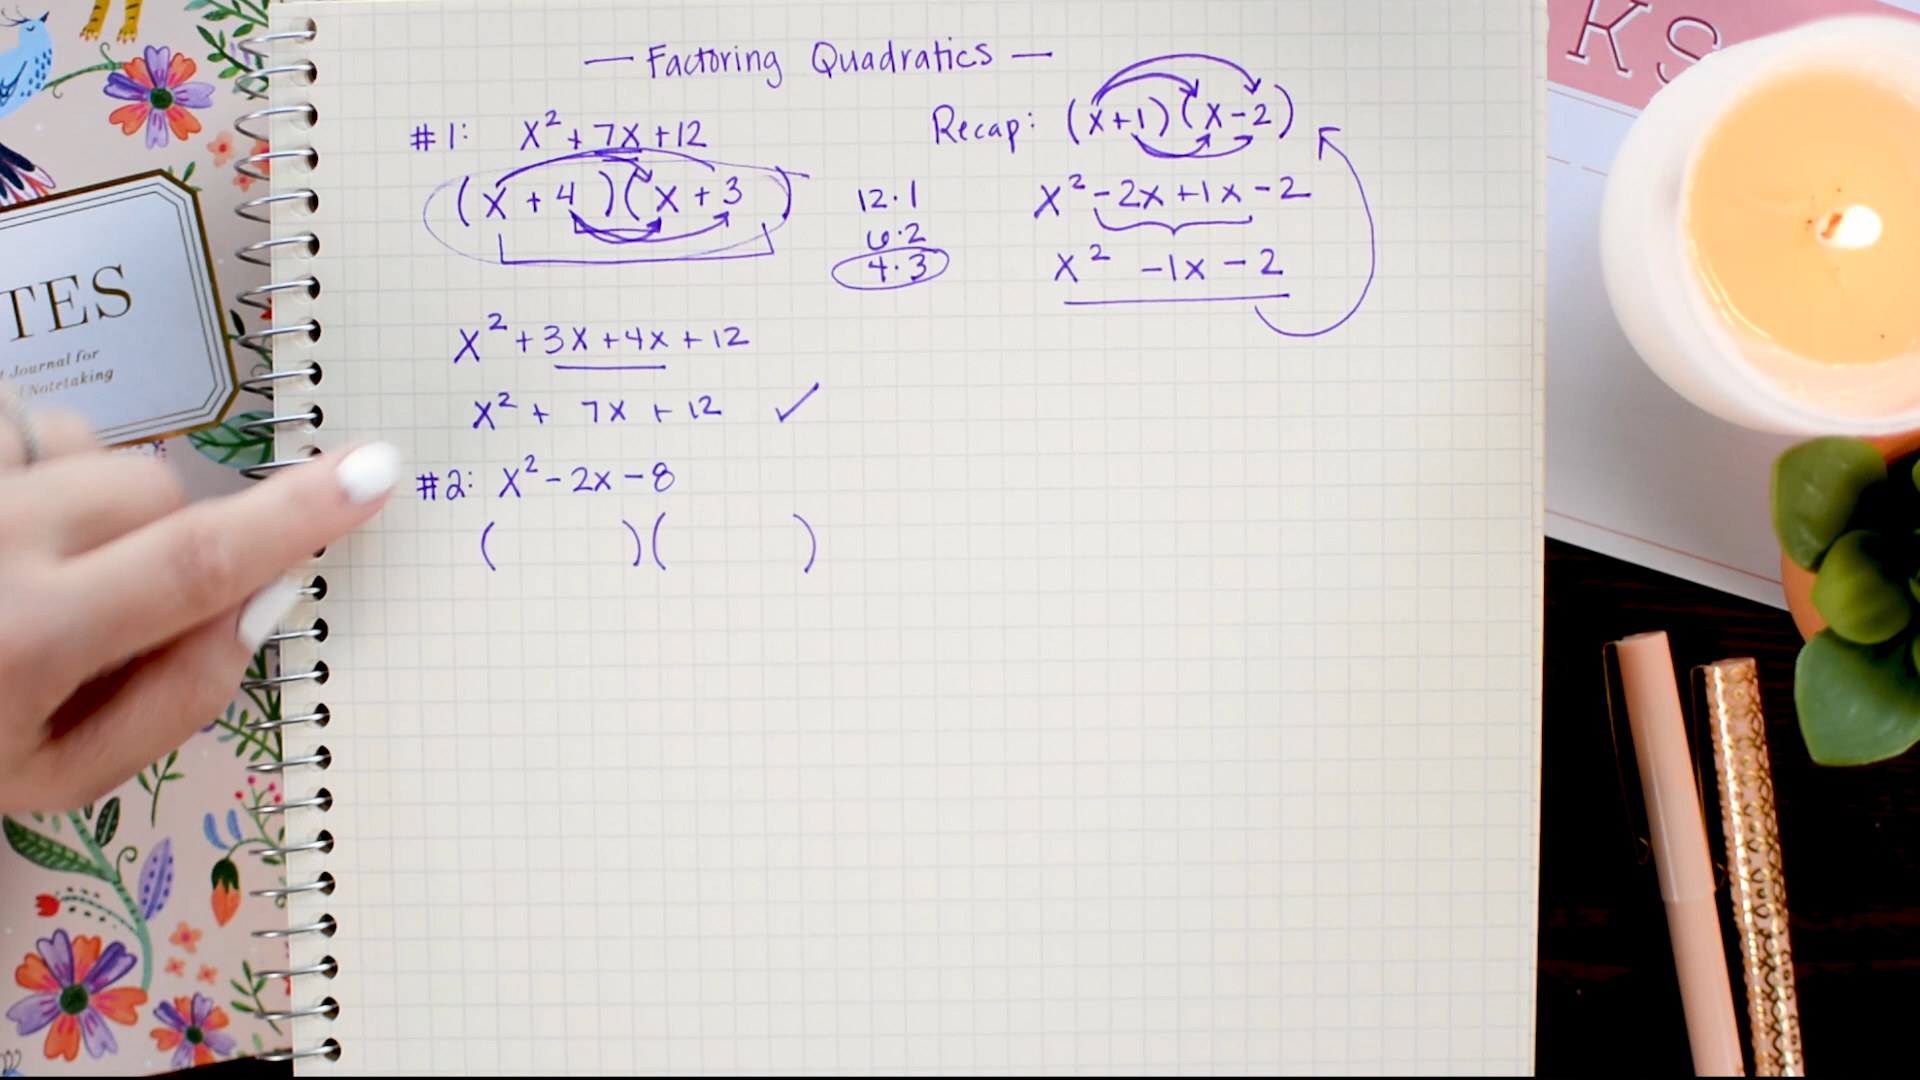 — Factoring Quadratics —
#1: x² + 7x + 12
(x + 4)(x + 3)
12·1
6·2
4·3
x² + 3x + 4x + 12
x² + 7x + 12 ✓
#2: x² - 2x - 8
( )( )
Recap: (x+1)(x-2)
x² - 2x + 1x - 2
x² - 1x - 2
TES
Journal for
Notetaking
KS